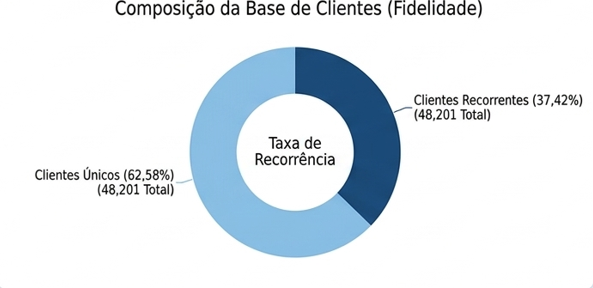 Composição da Base de Clientes (Fidelidade)
Clientes Recorrentes (37,42%)
(48,201 Total)
Taxa de
Recorrência
Clientes Únicos (62,58%)
(48,201 Total)